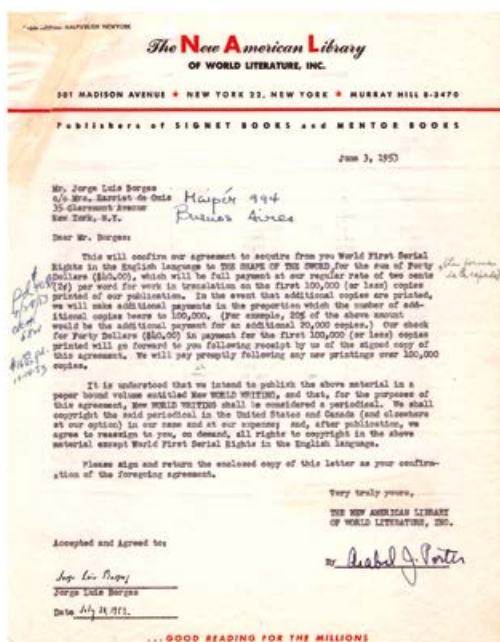 The New American Library
OF WORLD LITERATURE, INC.
501 MADISON AVENUE ★ NEW YORK 22, NEW YORK ★ MURRAY HILL 8-3470
Publishers of SIGNET BOOKS and MENTOR BOOKS
June 3, 1953
Mr. Jorge Luis Borges
c/o Mrs. Harriet de Onis
35 Claremont Avenue
New York, N.Y.
Maipú 994
Buenos Aires
Dear Mr. Borges:
This will confirm our agreement to acquire from you World First Serial
Rights in the English language to THE SHAPE OF THE SWORD, for the sum of Forty
Dollars ($40.00), which will be full payment at our regular rate of two cents
(2¢) per word for work in translation on the first 100,000 (or less) copies
printed of our publication. In the event that additional copies are printed,
we will make additional payments in the proportion which the number of add-
itional copies bears to 100,000. (For example, 20% of the above amount
would be the additional payment for an additional 20,000 copies.) Our check
for Forty Dollars ($40.00) in payment for the first 100,000 (or less) copies
printed will go forward to you following receipt by us of the signed copy of
this agreement. We will pay promptly following any new printings over 100,000
copies.
It is understood that we intend to publish the above material in a
paper bound volume entitled New WORLD WRITING, and that, for the purposes of
this agreement, New WORLD WRITING shall be considered a periodical. We shall
copyright the said periodical in the United States and Canada (and elsewhere
at our option) in our name and at our expense; and, after publication, we
agree to reassign to you, on demand, all rights to copyright in the above
material except World First Serial Rights in the English language.
Please sign and return the enclosed copy of this letter as your confirm-
ation of the foregoing agreement.
Very truly yours,
THE NEW AMERICAN LIBRARY
OF WORLD LITERATURE, INC.
By Arabel J. Porter
Accepted and Agreed to:
Jorge Luis Borges
Jorge Luis Borges
Date July
...GOOD READING FOR THE MILLIONS